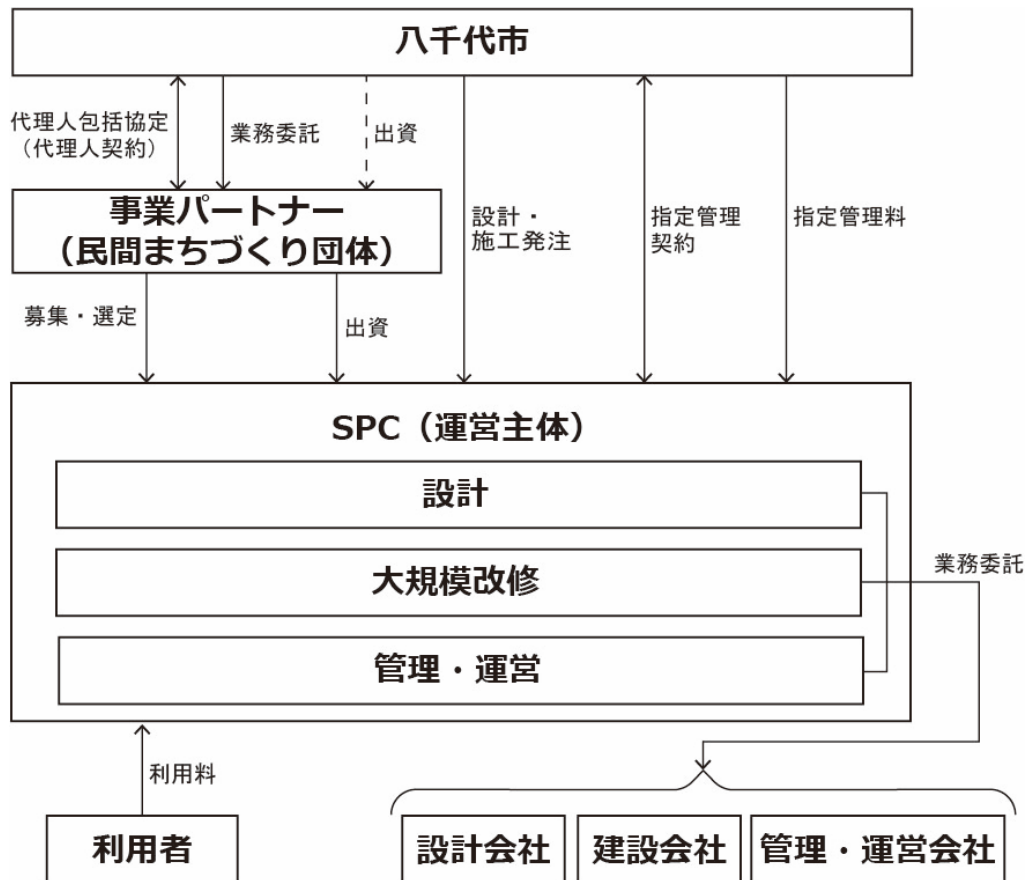 八千代市
代理人包括協定
（代理人契約）
業務委託
出資
設計・
施工発注
指定管理
契約
指定管理料
事業パートナー
（民間まちづくり団体）
募集・選定
出資
SPC（運営主体）
設計
大規模改修
管理・運営
業務委託
利用料
利用者
設計会社
建設会社
管理・運営会社